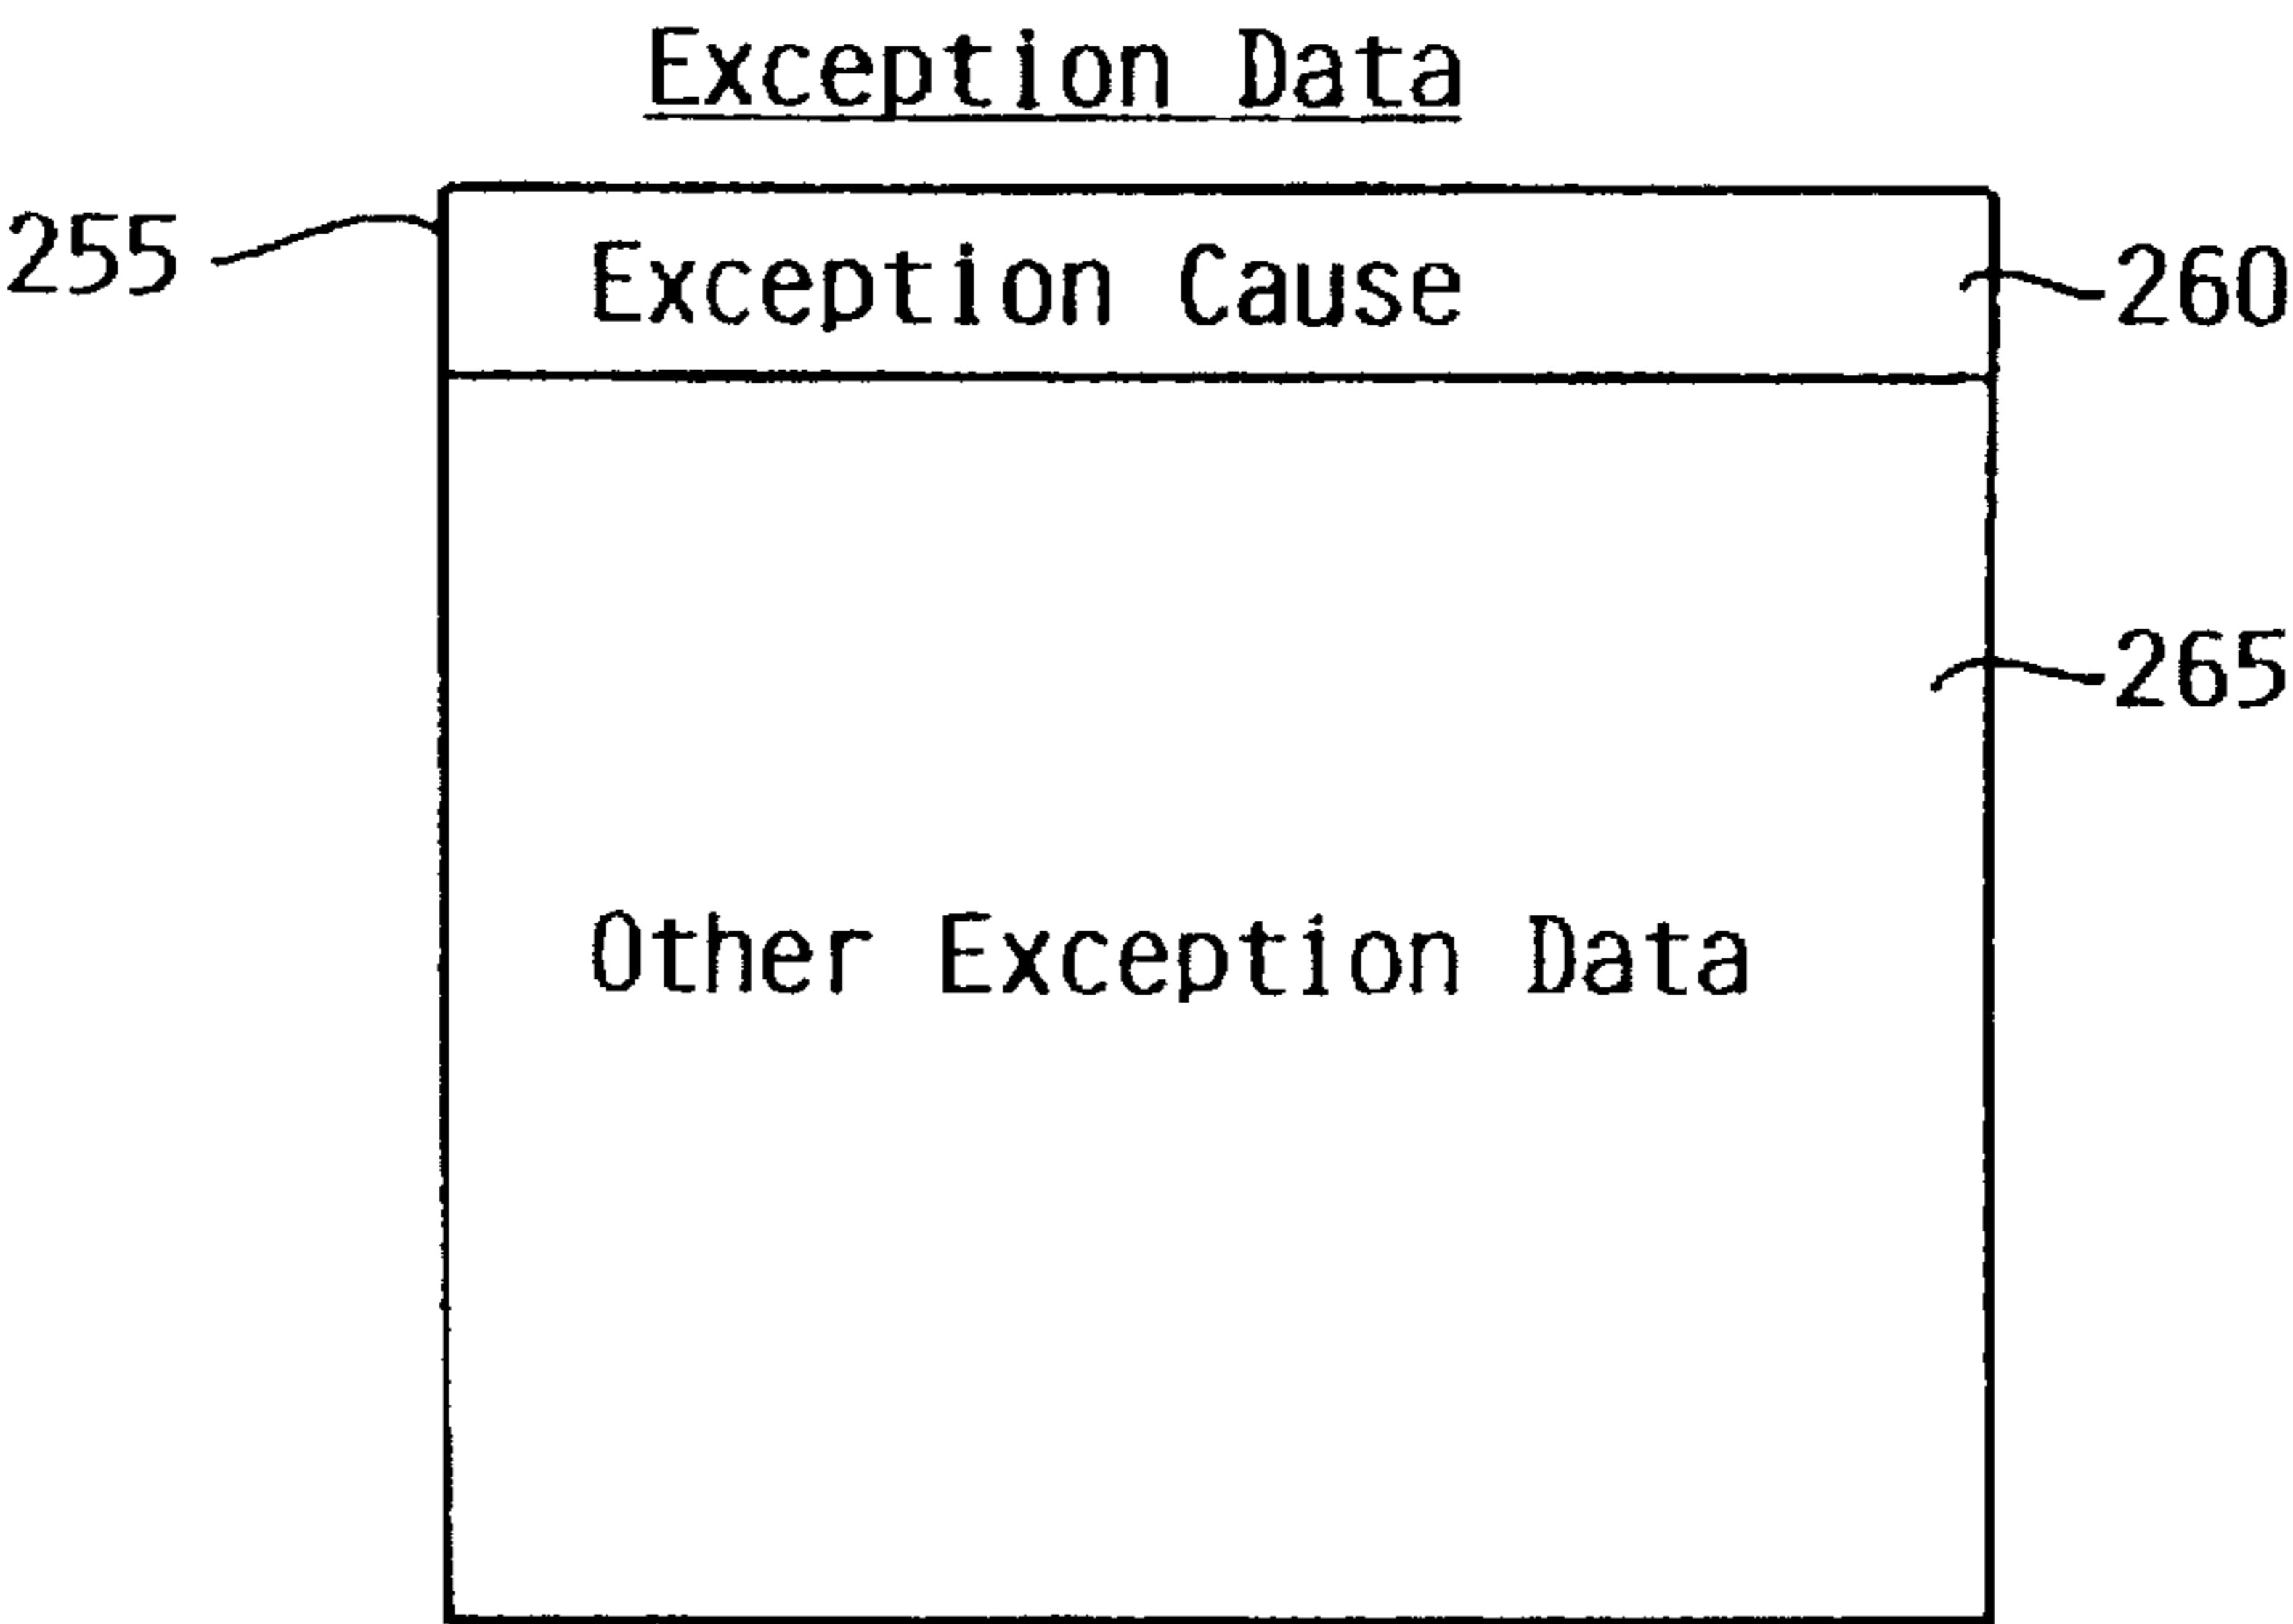 Exception Data
255
Exception Cause
260
265
Other Exception Data